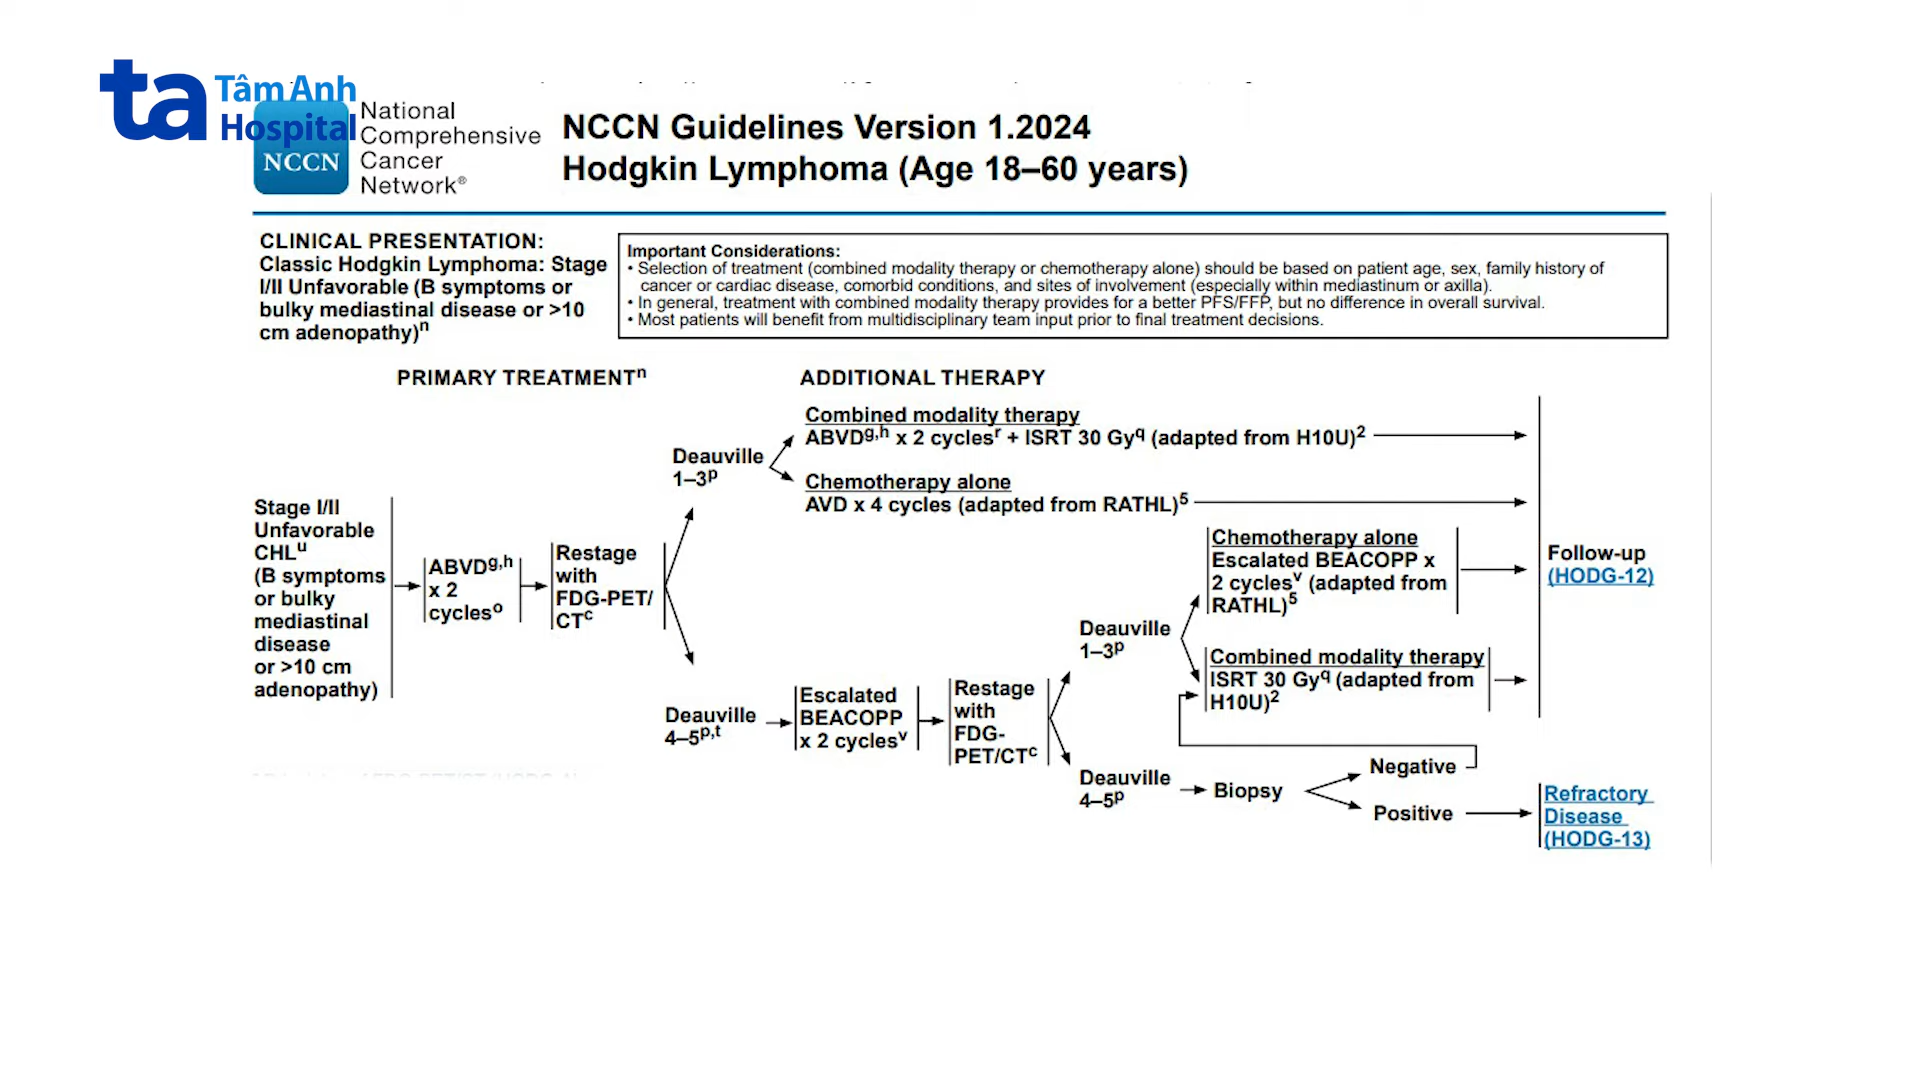 ta Tâm Anh
Hospital
NCCN
National
Comprehensive
Cancer
Network®
NCCN Guidelines Version 1.2024
Hodgkin Lymphoma (Age 18–60 years)
CLINICAL PRESENTATION:
Classic Hodgkin Lymphoma: Stage
I/II Unfavorable (B symptoms or
bulky mediastinal disease or >10
cm adenopathy)ⁿ
Important Considerations:
• Selection of treatment (combined modality therapy or chemotherapy alone) should be based on patient age, sex, family history of
cancer or cardiac disease, comorbid conditions, and sites of involvement (especially within mediastinum or axilla).
• In general, treatment with combined modality therapy provides for a better PFS/FFP, but no difference in overall survival.
• Most patients will benefit from multidisciplinary team input prior to final treatment decisions.
PRIMARY TREATMENTⁿ
ADDITIONAL THERAPY
Stage I/II
Unfavorable
CHLᵘ
(B symptoms
or bulky
mediastinal
disease
or >10 cm
adenopathy)
ABVDᵍ,ʰ
x 2
cyclesᵒ
Restage
with
FDG-PET/
CTᶜ
Deauville
1–3ᵖ
Combined modality therapy
ABVDᵍ,ʰ x 2 cyclesʳ + ISRT 30 Gy^q (adapted from H10U)²
Chemotherapy alone
AVD x 4 cycles (adapted from RATHL)⁵
Deauville
4–5ᵖ,ᵗ
Escalated
BEACOPP
x 2 cyclesᵛ
Restage
with
FDG-
PET/CTᶜ
Deauville
1–3ᵖ
Chemotherapy alone
Escalated BEACOPP x
2 cyclesᵛ (adapted from
RATHL)⁵
Combined modality therapy
ISRT 30 Gy^q (adapted from
H10U)²
Deauville
4–5ᵖ
Biopsy
Negative
Positive
Follow-up
(HODG-12)
Refractory
Disease
(HODG-13)